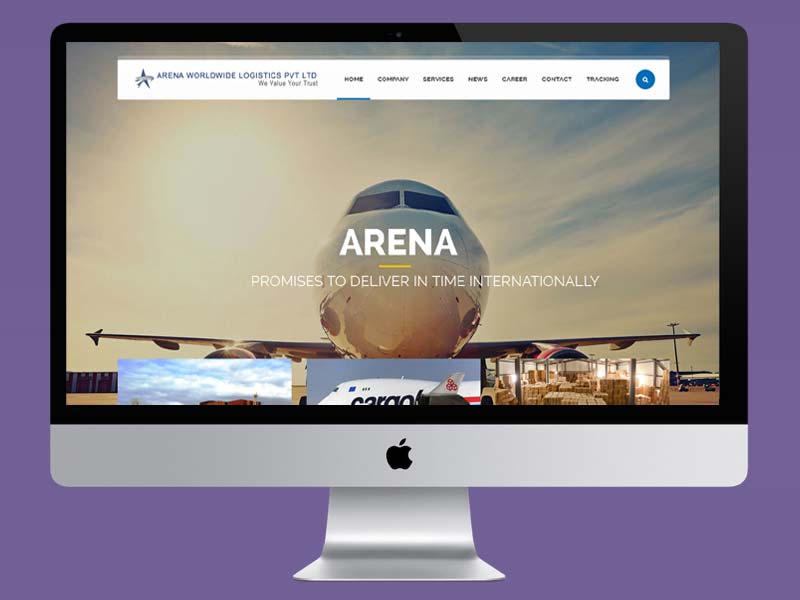 ARENA WORLDWIDE LOGISTICS PVT LTD
We Value Your Trust
HOME COMPANY SERVICES NEWS CAREER CONTACT TRACKING
ARENA
PROMISES TO DELIVER IN TIME INTERNATIONALLY